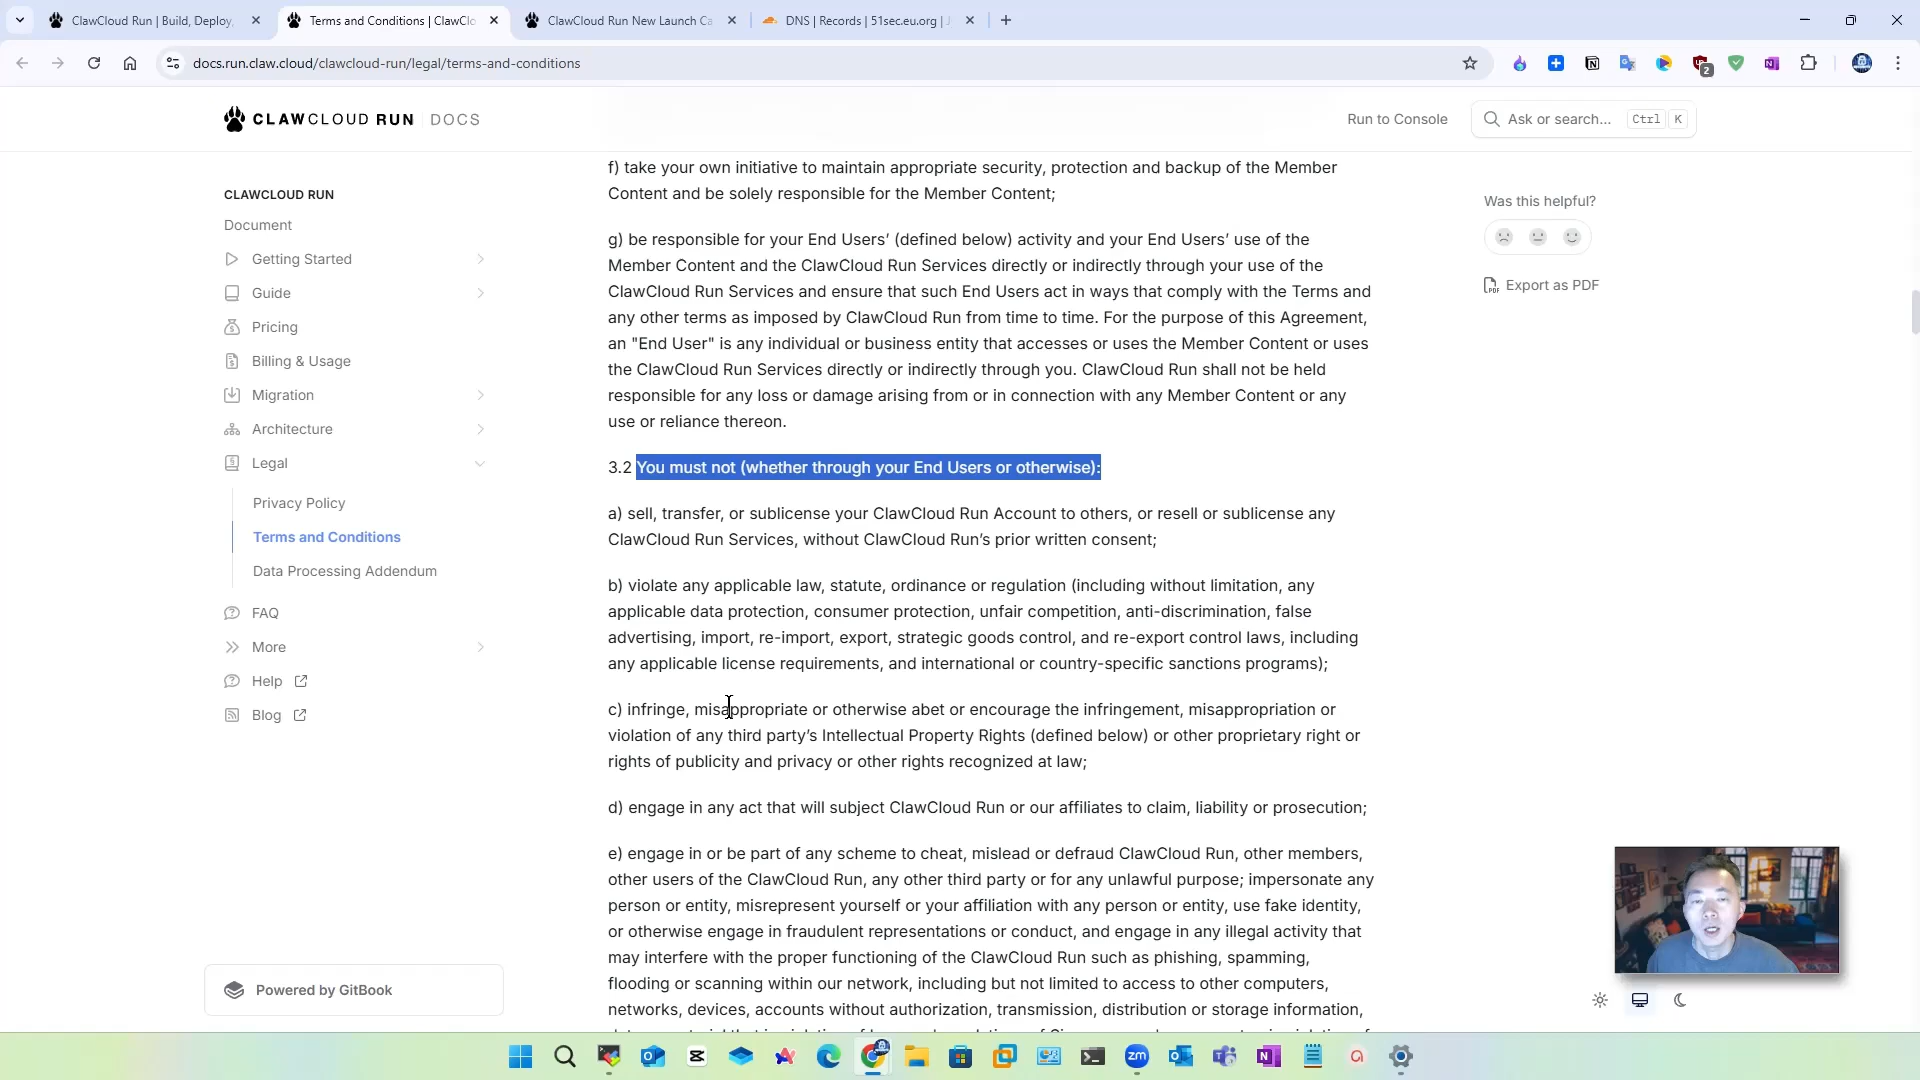 ClawCloud Run | Build, Deploy,
Terms and Conditions | ClawClo
ClawCloud Run New Launch Ca
DNS | Records | 51sec.eu.org |
docs.run.claw.cloud/clawcloud-run/legal/terms-and-conditions
2
CLAWCLOUD RUN DOCS
Run to Console
Ask or search...
Ctrl K
CLAWCLOUD RUN
Document
Getting Started
Guide
Pricing
Billing & Usage
Migration
Architecture
Legal
Privacy Policy
Terms and Conditions
Data Processing Addendum
FAQ
More
Help
Blog
Powered by GitBook
f) take your own initiative to maintain appropriate security, protection and backup of the Member
Content and be solely responsible for the Member Content;
g) be responsible for your End Users’ (defined below) activity and your End Users’ use of the
Member Content and the ClawCloud Run Services directly or indirectly through your use of the
ClawCloud Run Services and ensure that such End Users act in ways that comply with the Terms and
any other terms as imposed by ClawCloud Run from time to time. For the purpose of this Agreement,
an "End User" is any individual or business entity that accesses or uses the Member Content or uses
the ClawCloud Run Services directly or indirectly through you. ClawCloud Run shall not be held
responsible for any loss or damage arising from or in connection with any Member Content or any
use or reliance thereon.
3.2 You must not (whether through your End Users or otherwise):
a) sell, transfer, or sublicense your ClawCloud Run Account to others, or resell or sublicense any
ClawCloud Run Services, without ClawCloud Run’s prior written consent;
b) violate any applicable law, statute, ordinance or regulation (including without limitation, any
applicable data protection, consumer protection, unfair competition, anti-discrimination, false
advertising, import, re-import, export, strategic goods control, and re-export control laws, including
any applicable license requirements, and international or country-specific sanctions programs);
c) infringe, misappropriate or otherwise abet or encourage the infringement, misappropriation or
violation of any third party’s Intellectual Property Rights (defined below) or other proprietary right or
rights of publicity and privacy or other rights recognized at law;
d) engage in any act that will subject ClawCloud Run or our affiliates to claim, liability or prosecution;
e) engage in or be part of any scheme to cheat, mislead or defraud ClawCloud Run, other members,
other users of the ClawCloud Run, any other third party or for any unlawful purpose; impersonate any
person or entity, misrepresent yourself or your affiliation with any person or entity, use fake identity,
or otherwise engage in fraudulent representations or conduct, and engage in any illegal activity that
may interfere with the proper functioning of the ClawCloud Run such as phishing, spamming,
flooding or scanning within our network, including but not limited to access to other computers,
networks, devices, accounts without authorization, transmission, distribution or storage information,
Was this helpful?
Export as PDF